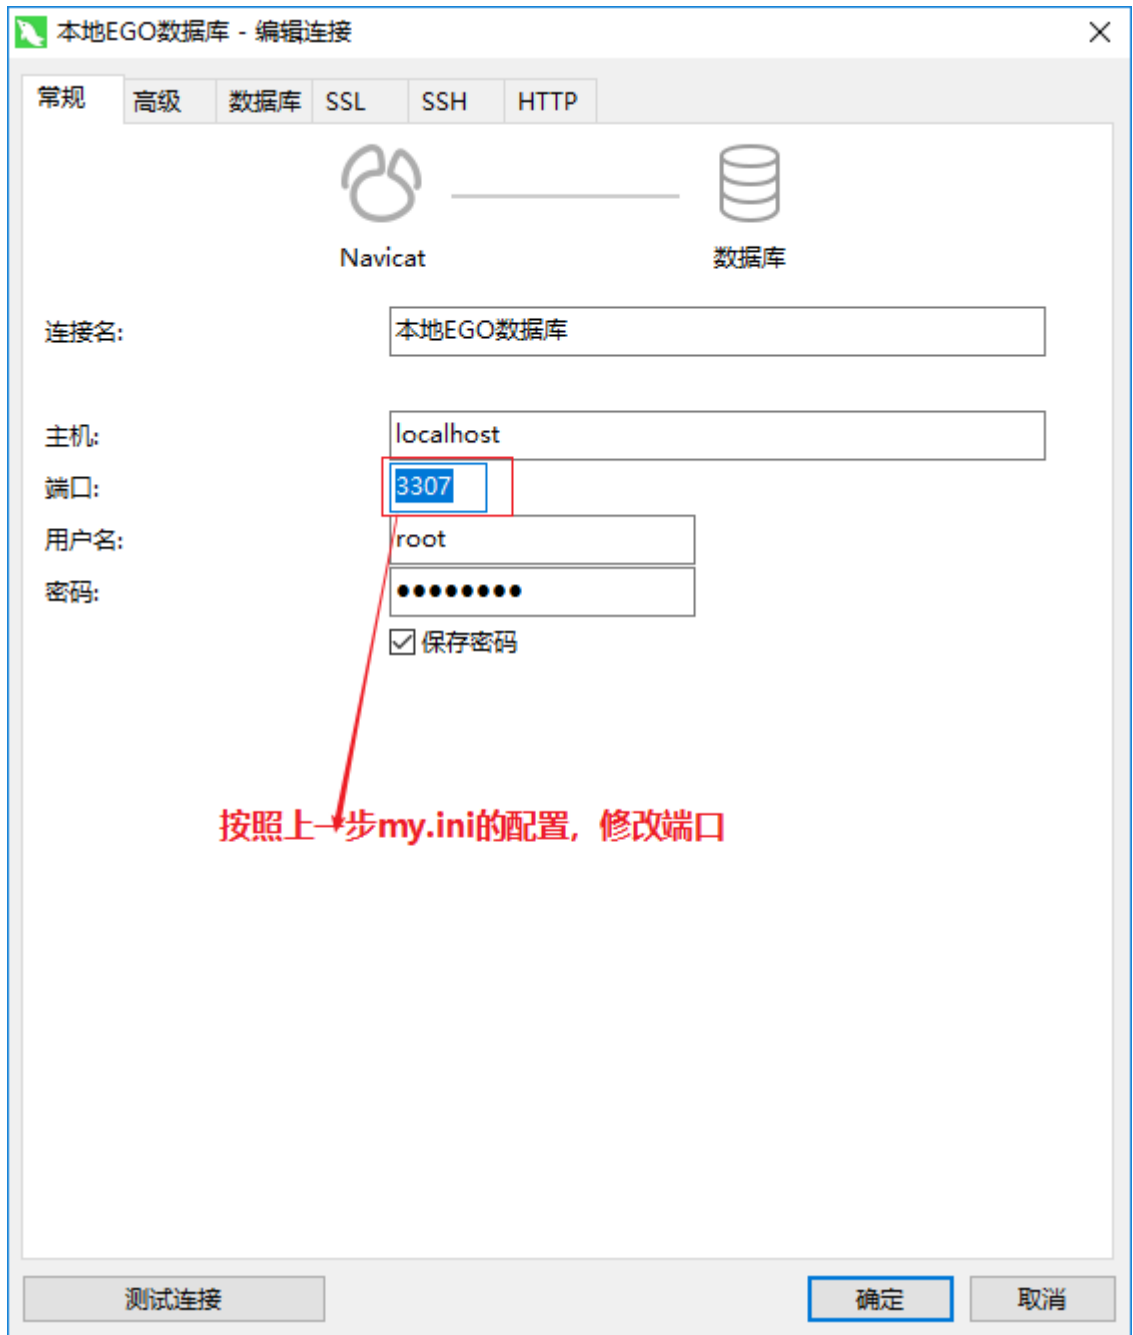 本地EGO数据库 - 编辑连接
常规 高级 数据库 SSL SSH HTTP
Navicat 数据库
连接名: 本地EGO数据库
主机: localhost
端口: 3307
用户名: root
密码: ●●●●●●●●
保存密码
按照上一步my.ini的配置，修改端口
测试连接 确定 取消